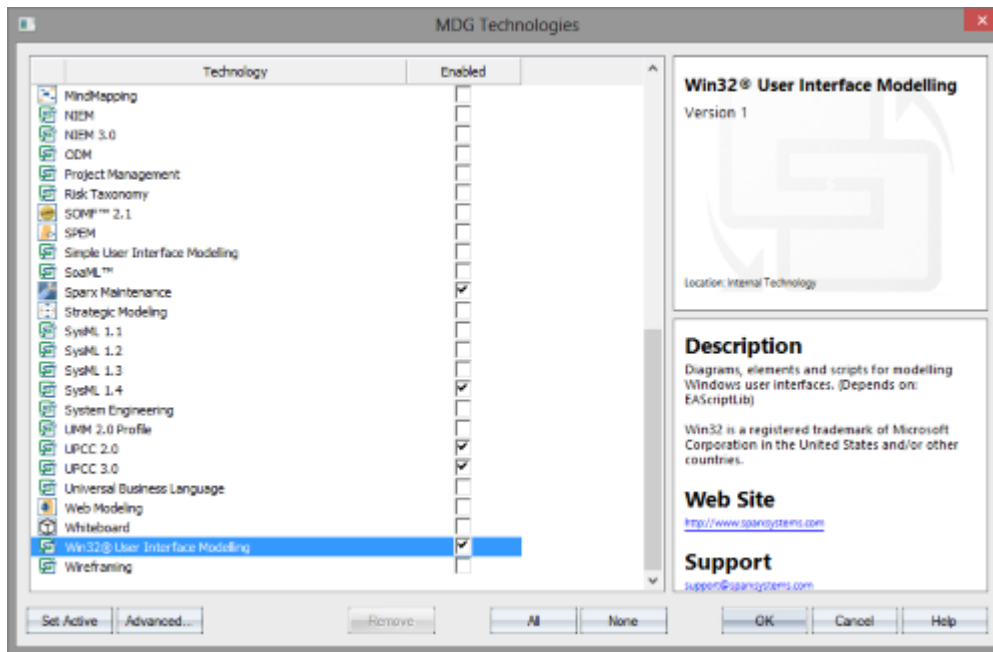 MDG Technologies
Technology Enabled
MindMapping
NIEM
NIEM 3.0
ODM
Project Management
Risk Taxonomy
SOMF™ 2.1
SPEM
Simple User Interface Modelling
SoaML™
Sparx Maintenance
Strategic Modeling
SysML 1.1
SysML 1.2
SysML 1.3
SysML 1.4
System Engineering
UMM 2.0 Profile
UPCC 2.0
UPCC 3.0
Universal Business Language
Web Modeling
Whiteboard
Win32® User Interface Modelling
Wireframing
Win32® User Interface Modelling
Version 1
Location: Internal Technology
Description
Diagrams, elements and scripts for modelling
Windows user interfaces. (Depends on:
EAScriptLib)
Win32 is a registered trademark of Microsoft
Corporation in the United States and/or other
countries.
Web Site
http://www.sparxsystems.com
Support
support@sparxsystems.com
Set Active Advanced... Remove All None OK Cancel Help